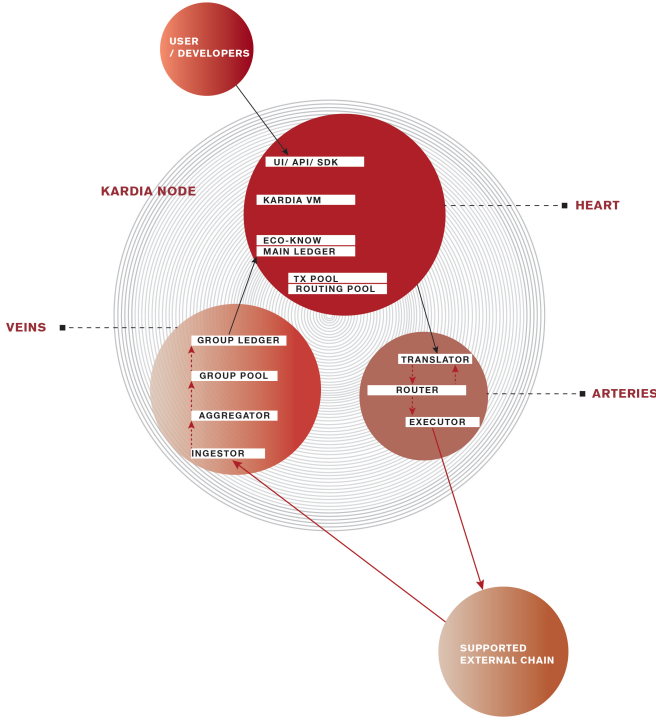 USER
/ DEVELOPERS
UI/ API/ SDK
KARDIA NODE
KARDIA VM
HEART
ECO-KNOW
MAIN LEDGER
TX POOL
ROUTING POOL
VEINS
GROUP LEDGER
GROUP POOL
AGGREGATOR
INGESTOR
TRANSLATOR
ROUTER
EXECUTOR
ARTERIES
SUPPORTED
EXTERNAL CHAIN